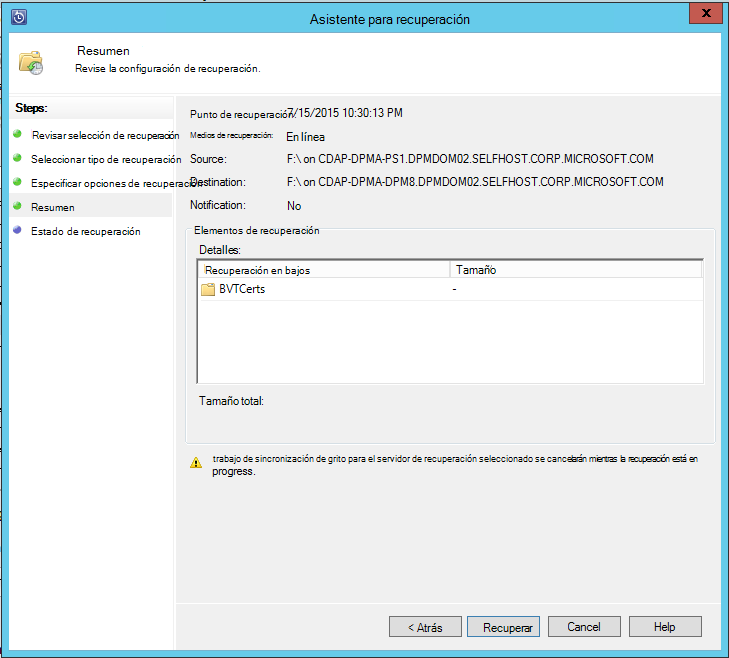 Asistente para recuperación
x
Resumen
Revise la configuración de recuperación.
Steps:
Revisar selección de recuperación
Seleccionar tipo de recuperación
Especificar opciones de recuperación
Resumen
Estado de recuperación
Punto de recuperación 7/15/2015 10:30:13 PM
Medios de recuperación: En línea
Source: F:\ on CDAP-DPMA-PS1.DPMDOM02.SELFHOST.CORP.MICROSOFT.COM
Destination: F:\ on CDAP-DPMA-DPM8.DPMDOM02.SELFHOST.CORP.MICROSOFT.COM
Notification: No
Elementos de recuperación
Detalles:
Recuperación en bajos Tamaño
BVTCerts -
Tamaño total:
trabajo de sincronización de grito para el servidor de recuperación seleccionado se cancelarán mientras la recuperación está en
progress.
< Atrás Recuperar Cancel Help